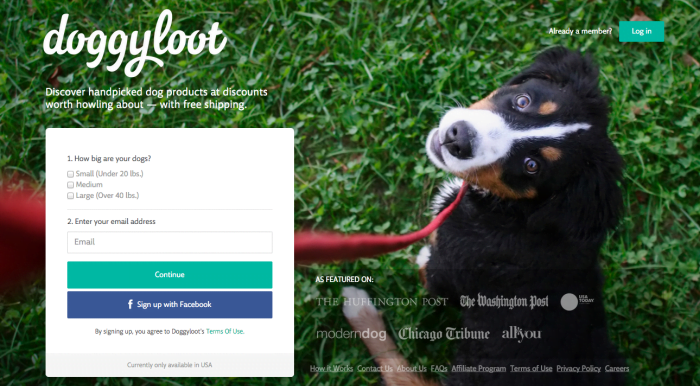 doggyloot
Already a member?
Log in
Discover handpicked dog products at discounts
worth howling about — with free shipping.
1. How big are your dogs?
Small (Under 20 lbs.)
Medium
Large (Over 40 lbs.)
2. Enter your email address
Email
Continue
f Sign up with Facebook
By signing up, you agree to Doggyloot's Terms Of Use.
Currently only available in USA
AS FEATURED ON:
THE HUFFINGTON POST The Washington Post USA TODAY
moderndog Chicago Tribune allyou
How it Works Contact Us About Us FAQs Affiliate Program Terms of Use Privacy Policy Careers